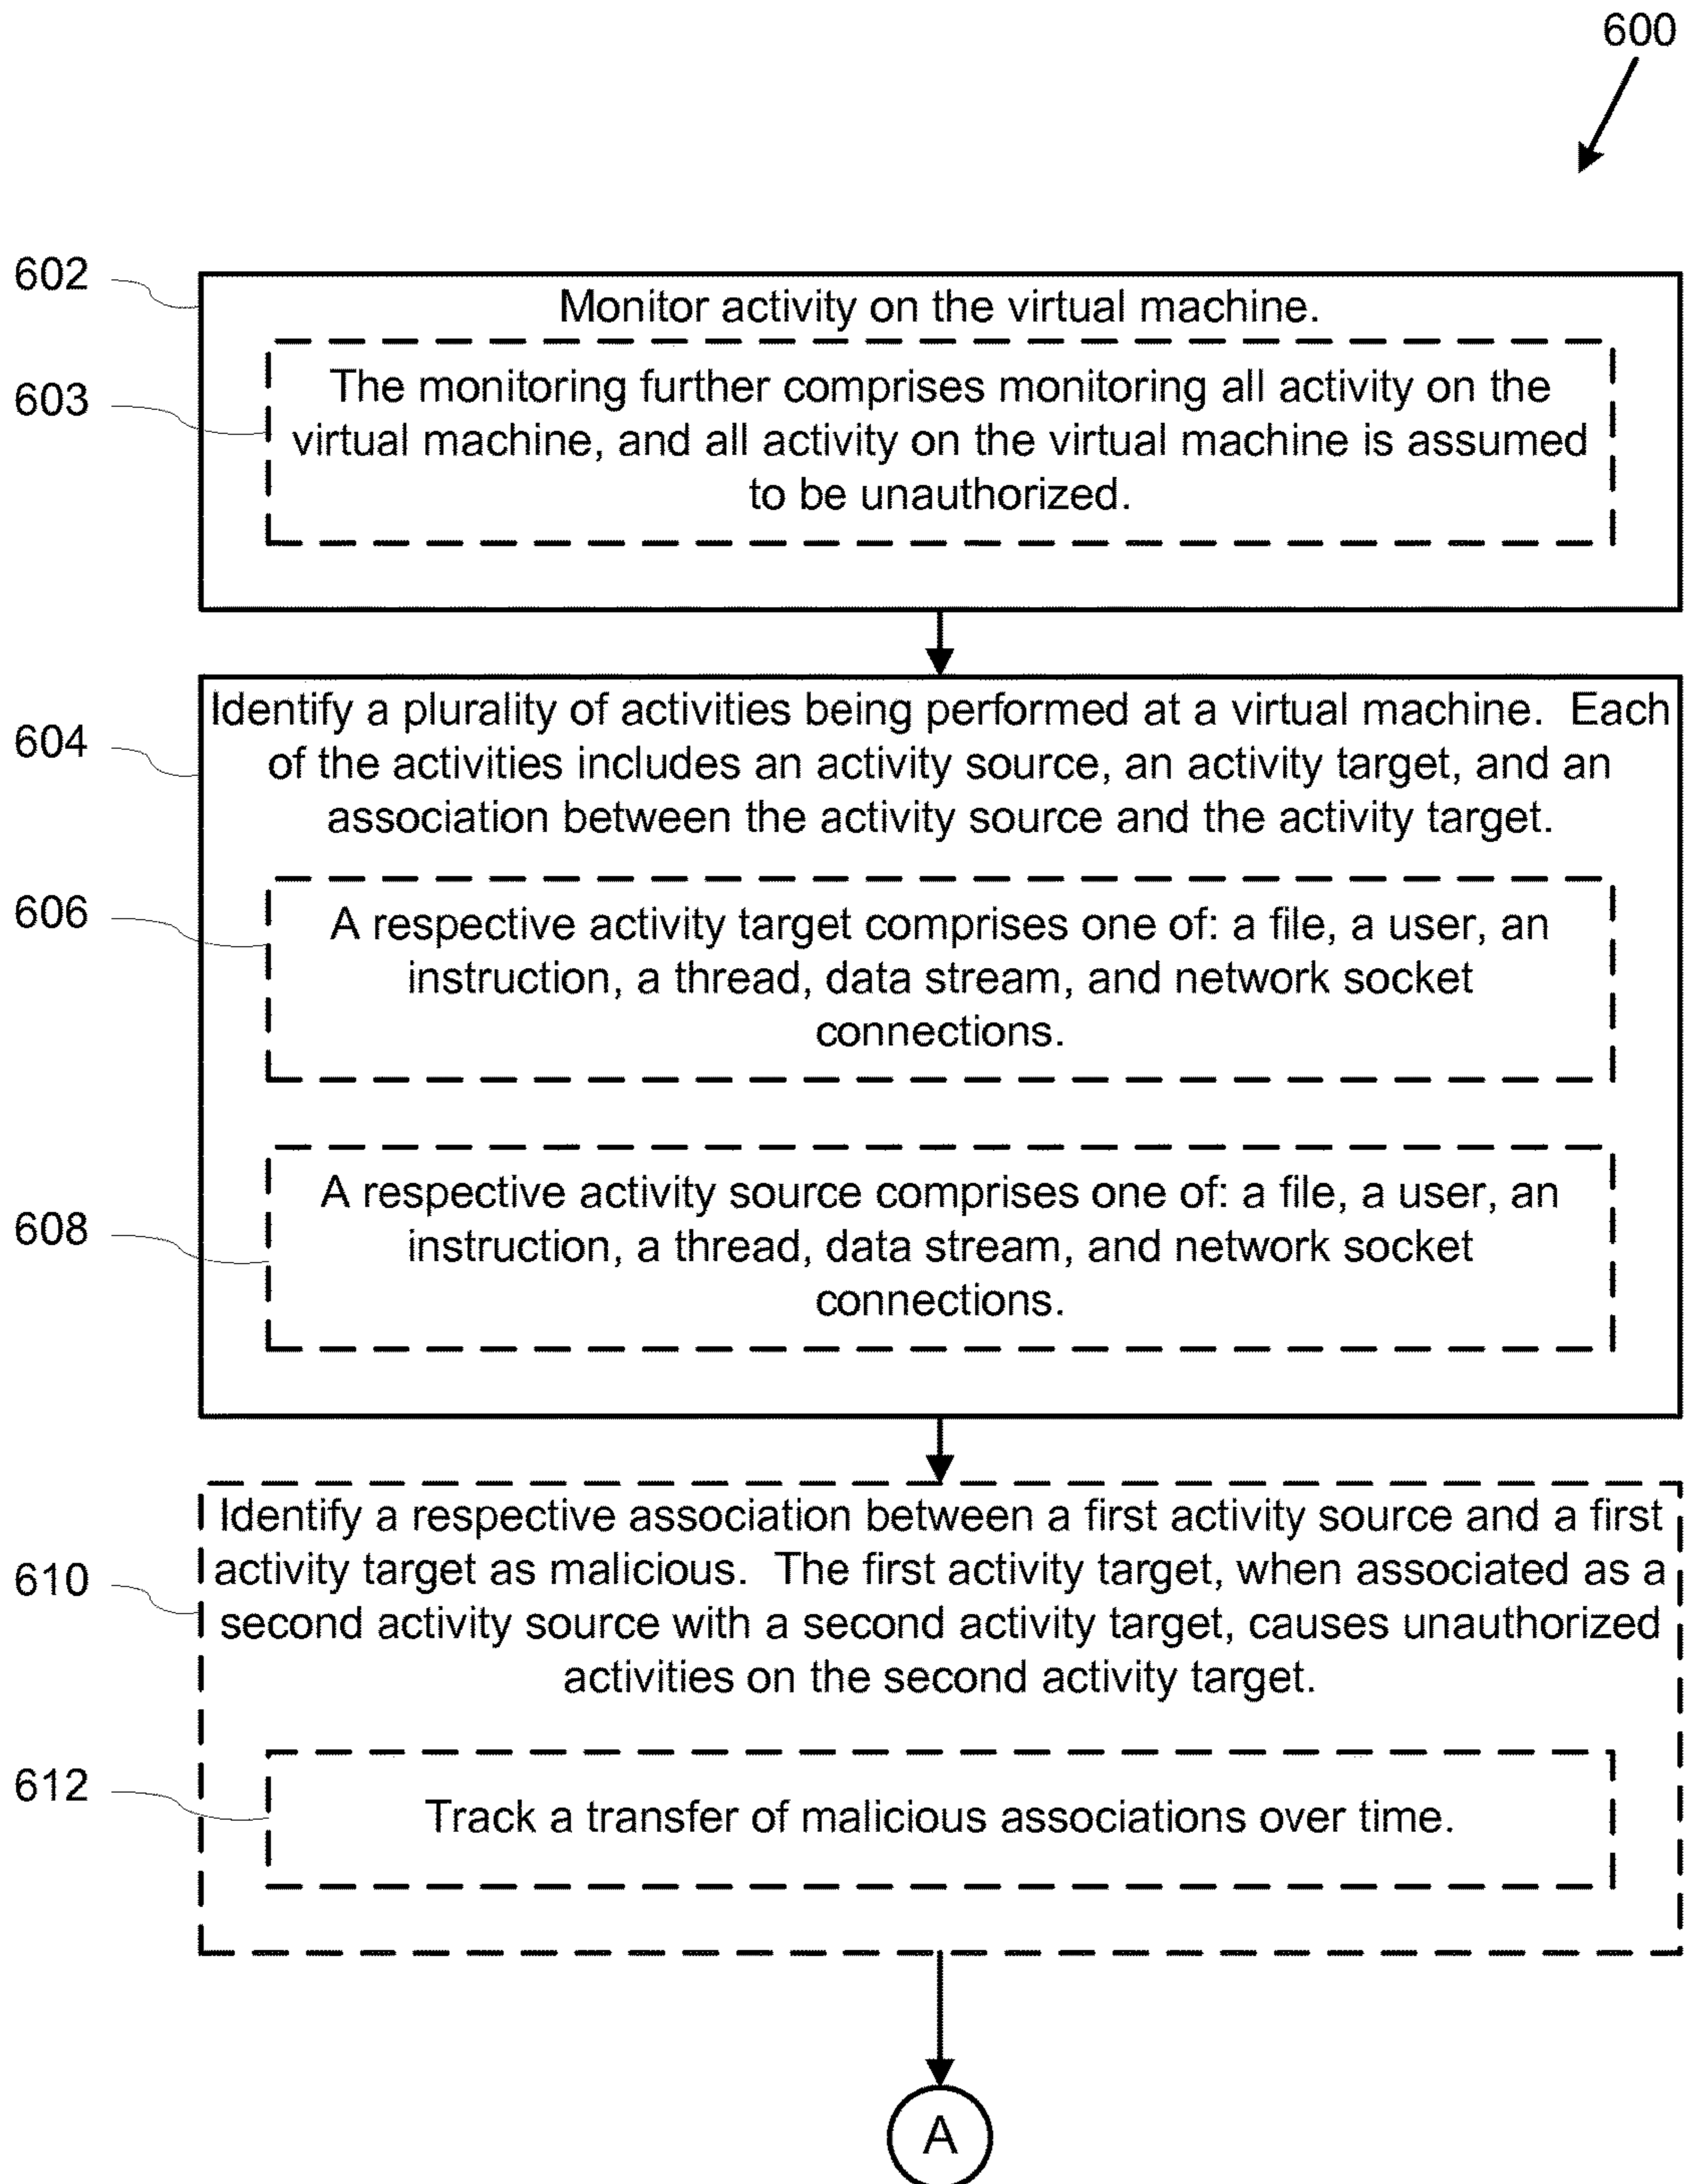 600
602
Monitor activity on the virtual machine.
603
The monitoring further comprises monitoring all activity on the
virtual machine, and all activity on the virtual machine is assumed
to be unauthorized.
604
Identify a plurality of activities being performed at a virtual machine.  Each
of the activities includes an activity source, an activity target, and an
association between the activity source and the activity target.
606
A respective activity target comprises one of: a file, a user, an
instruction, a thread, data stream, and network socket
connections.
608
A respective activity source comprises one of: a file, a user, an
instruction, a thread, data stream, and network socket
connections.
610
Identify a respective association between a first activity source and a first
activity target as malicious.  The first activity target, when associated as a
second activity source with a second activity target, causes unauthorized
activities on the second activity target.
612
Track a transfer of malicious associations over time.
A